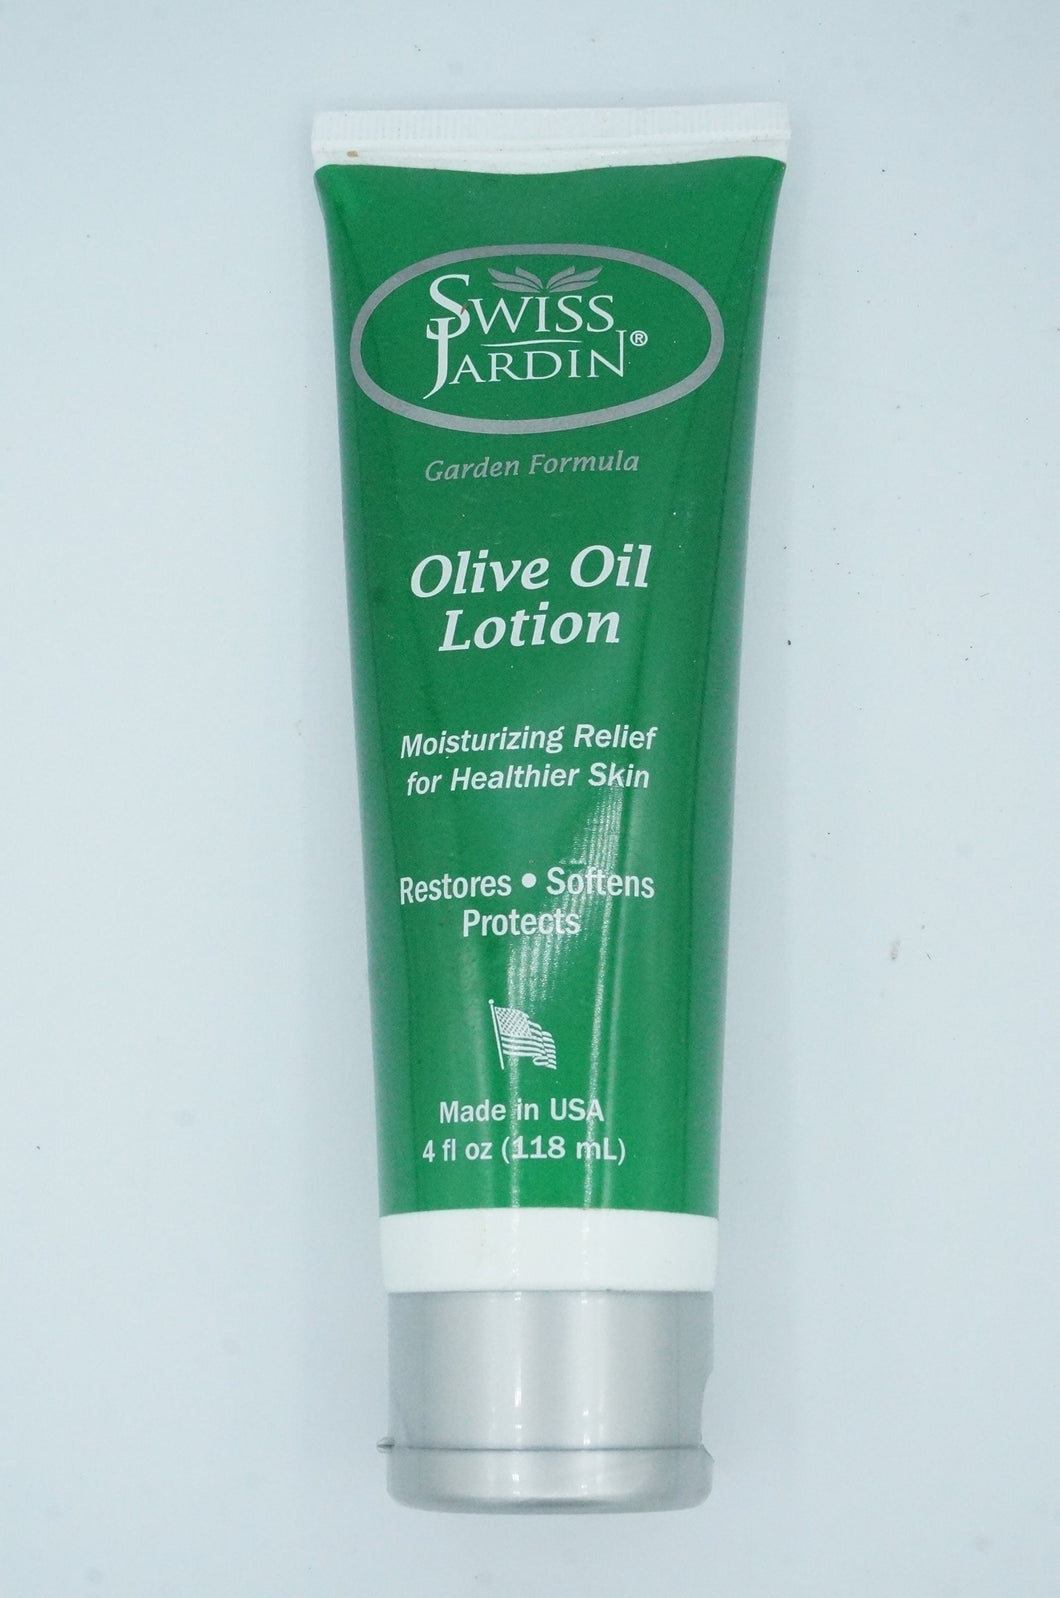 SWISS
JARDIN®
Garden Formula
Olive Oil
Lotion
Moisturizing Relief
for Healthier Skin
Restores • Softens
Protects
Made in USA
4 fl oz (118 mL)